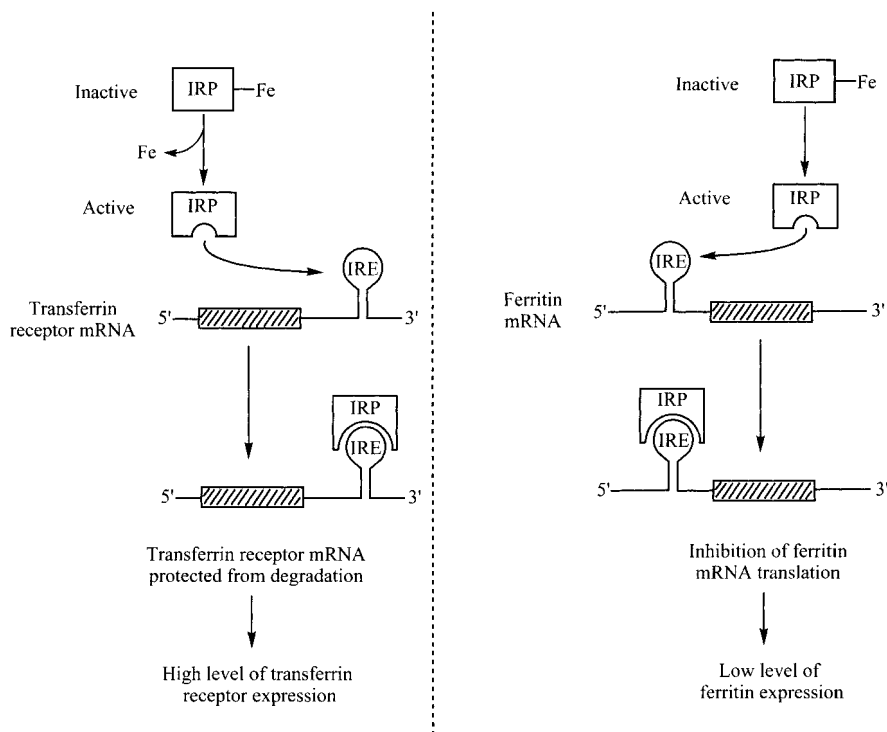 Inactive
IRP
Fe
Fe
Active
IRP
IRE
Transferrin
receptor mRNA
5'
3'
IRP
IRE
5'
3'
Transferrin receptor mRNA
protected from degradation
High level of transferrin
receptor expression
Inactive
IRP
Fe
Active
IRP
IRE
Ferritin
mRNA
5'
3'
IRP
IRE
5'
3'
Inhibition of ferritin
mRNA translation
Low level of
ferritin expression